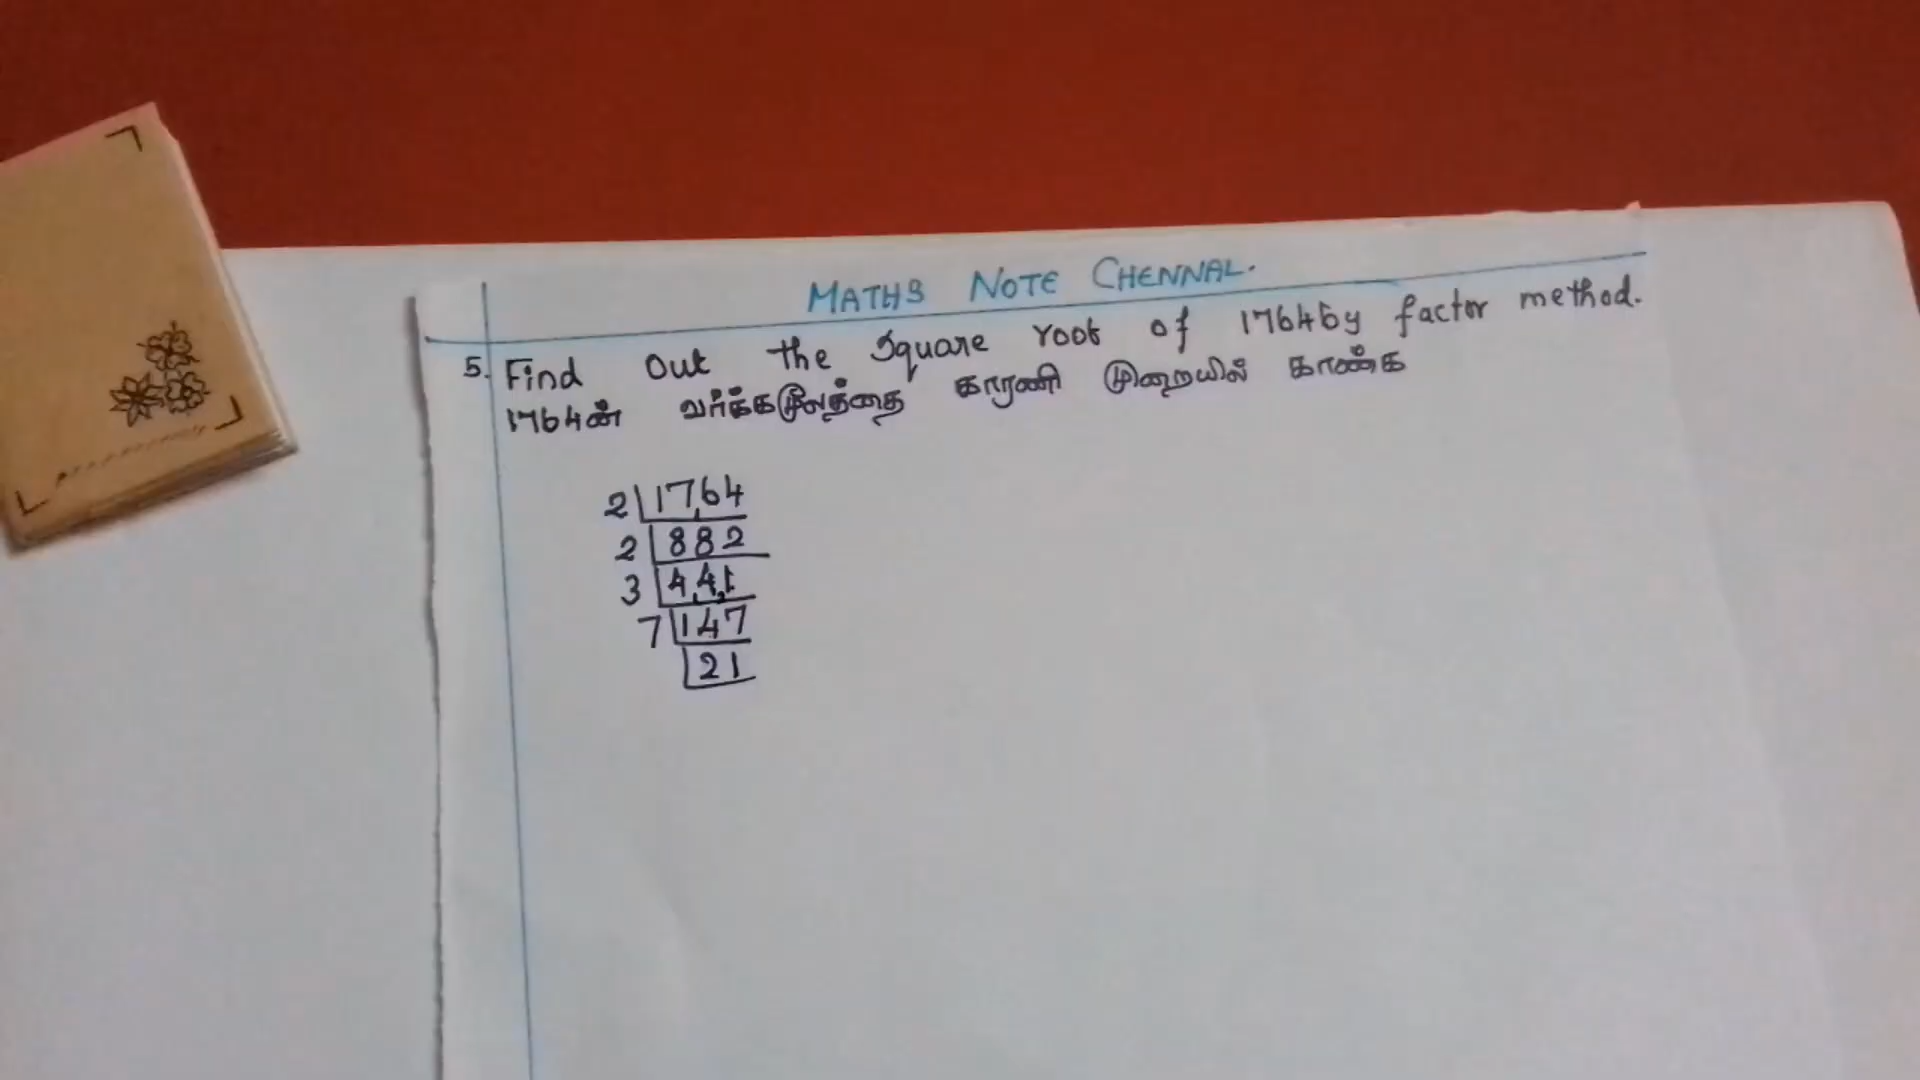 MATHS NOTE CHENNAL.
5. Find out the square root of 1764 by factor method.
1764ன் வர்க்கமூலத்தை காரணி முறையில் காண்க
2 1764
2 882
3 441
7 147
21